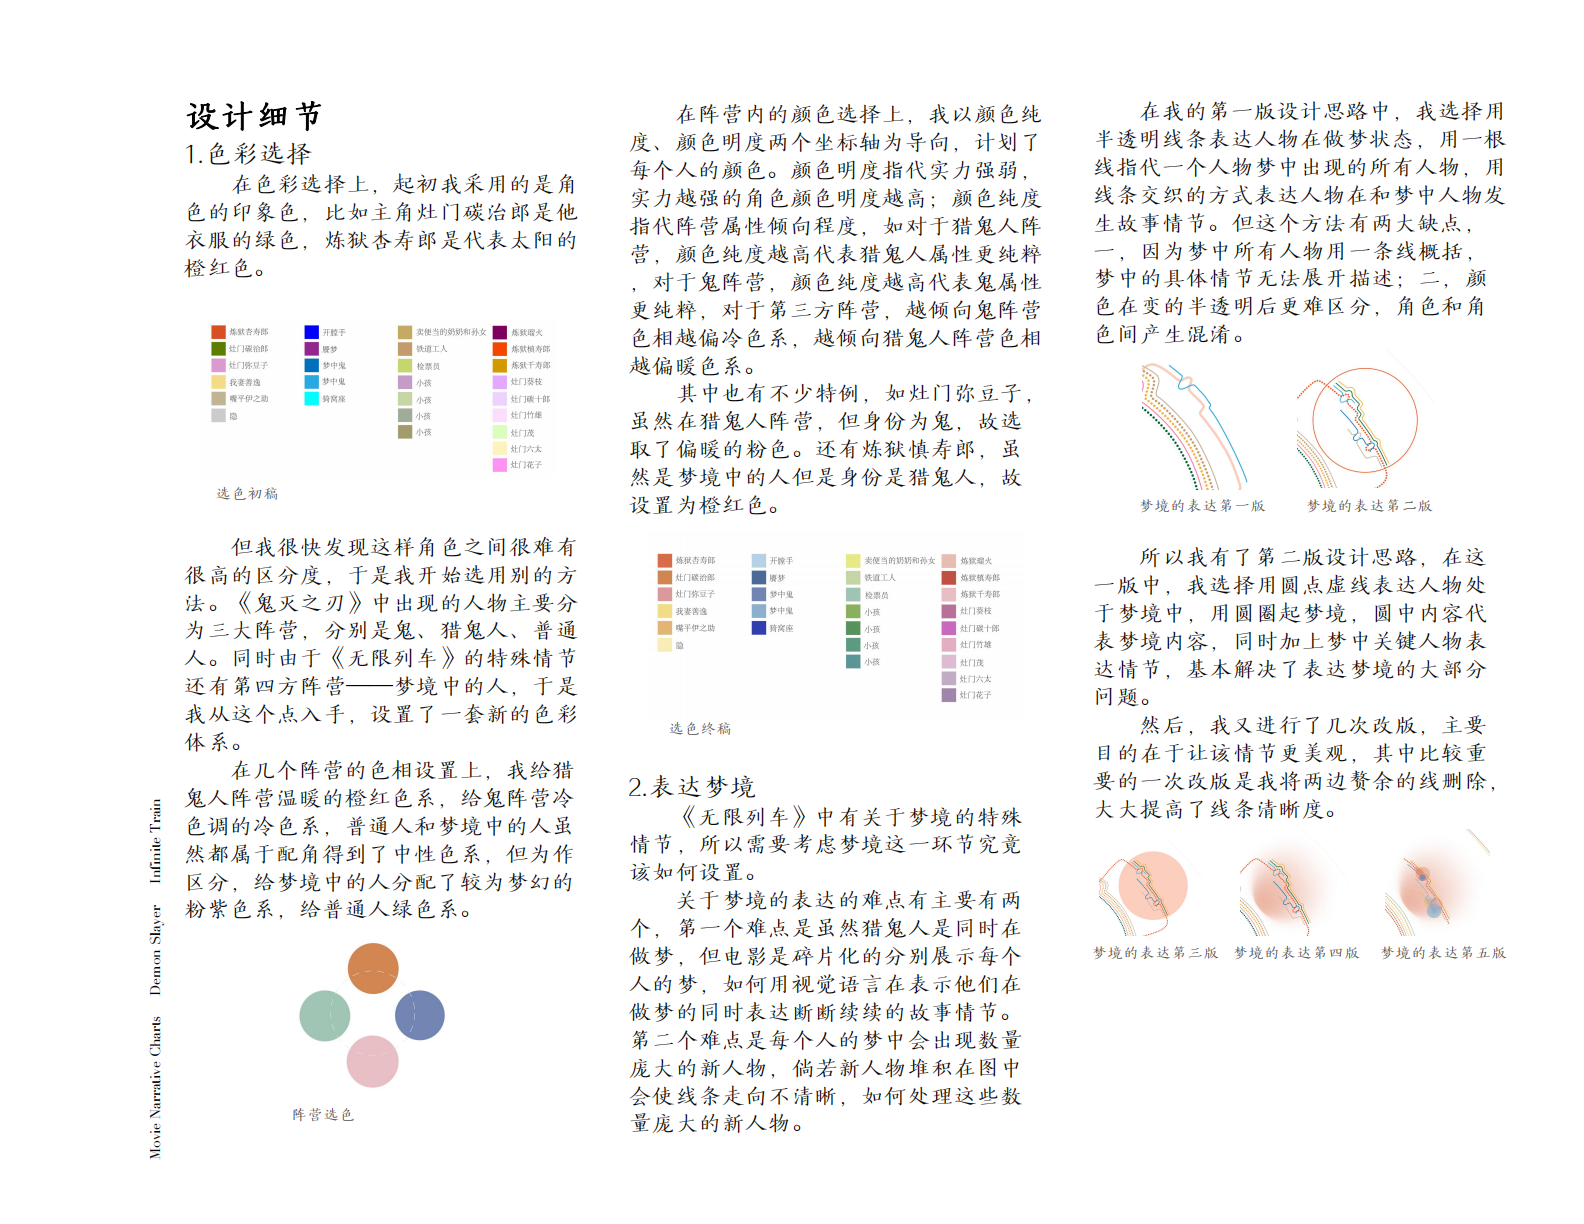 设计细节
1.色彩选择
在色彩选择上，起初我采用的是角
色的印象色，比如主角灶门碳治郎是他
衣服的绿色，炼狱杏寿郎是代表太阳的
橙红色。
炼狱杏寿郎
灶门碳治郎
灶门弥豆子
我妻善逸
嘴平伊之助
隐
开膛手
魇梦
梦中鬼
梦中鬼
猗窝座
卖便当的奶奶和孙女
铁道工人
检票员
小孩
小孩
小孩
小孩
炼狱瑠火
炼狱槙寿郎
炼狱千寿郎
灶门葵枝
灶门碳十郎
灶门竹雄
灶门茂
灶门六太
灶门花子
选色初稿
但我很快发现这样角色之间很难有
很高的区分度，于是我开始选用别的方
法。《鬼灭之刃》中出现的人物主要分
为三大阵营，分别是鬼、猎鬼人、普通
人。同时由于《无限列车》的特殊情节
还有第四方阵营——梦境中的人，于是
我从这个点入手，设置了一套新的色彩
体系。
在几个阵营的色相设置上，我给猎
鬼人阵营温暖的橙红色系，给鬼阵营冷
色调的冷色系，普通人和梦境中的人虽
然都属于配角得到了中性色系，但为作
区分，给梦境中的人分配了较为梦幻的
粉紫色系，给普通人绿色系。
阵营选色
Movie Narrative Charts Demon Slayer Infinite Train
在阵营内的颜色选择上，我以颜色纯
度、颜色明度两个坐标轴为导向，计划了
每个人的颜色。颜色明度指代实力强弱，
实力越强的角色颜色明度越高；颜色纯度
指代阵营属性倾向程度，如对于猎鬼人阵
营，颜色纯度越高代表猎鬼人属性更纯粹
，对于鬼阵营，颜色纯度越高代表鬼属性
更纯粹，对于第三方阵营，越倾向鬼阵营
色相越偏冷色系，越倾向猎鬼人阵营色相
越偏暖色系。
其中也有不少特例，如灶门弥豆子，
虽然在猎鬼人阵营，但身份为鬼，故选
取了偏暖的粉色。还有炼狱慎寿郎，虽
然是梦境中的人但是身份是猎鬼人，故
设置为橙红色。
炼狱杏寿郎
灶门碳治郎
灶门弥豆子
我妻善逸
嘴平伊之助
隐
开膛手
魇梦
梦中鬼
梦中鬼
猗窝座
卖便当的奶奶和孙女
铁道工人
检票员
小孩
小孩
小孩
小孩
炼狱瑠火
炼狱槙寿郎
炼狱千寿郎
灶门葵枝
灶门碳十郎
灶门竹雄
灶门茂
灶门六太
灶门花子
选色终稿
2.表达梦境
《无限列车》中有关于梦境的特殊
情节，所以需要考虑梦境这一环节究竟
该如何设置。
关于梦境的表达的难点有主要有两
个，第一个难点是虽然猎鬼人是同时在
做梦，但电影是碎片化的分别展示每个
人的梦，如何用视觉语言在表示他们在
做梦的同时表达断断续续的故事情节。
第二个难点是每个人的梦中会出现数量
庞大的新人物，倘若新人物堆积在图中
会使线条走向不清晰，如何处理这些数
量庞大的新人物。
在我的第一版设计思路中，我选择用
半透明线条表达人物在做梦状态，用一根
线指代一个人物梦中出现的所有人物，用
线条交织的方式表达人物在和梦中人物发
生故事情节。但这个方法有两大缺点，
一，因为梦中所有人物用一条线概括，
梦中的具体情节无法展开描述；二，颜
色在变的半透明后更难区分，角色和角
色间产生混淆。
梦境的表达第一版
梦境的表达第二版
所以我有了第二版设计思路，在这
一版中，我选择用圆点虚线表达人物处
于梦境中，用圆圈起梦境，圆中内容代
表梦境内容，同时加上梦中关键人物表
达情节，基本解决了表达梦境的大部分
问题。
然后，我又进行了几次改版，主要
目的在于让该情节更美观，其中比较重
要的一次改版是我将两边赘余的线删除，
大大提高了线条清晰度。
梦境的表达第三版
梦境的表达第四版
梦境的表达第五版